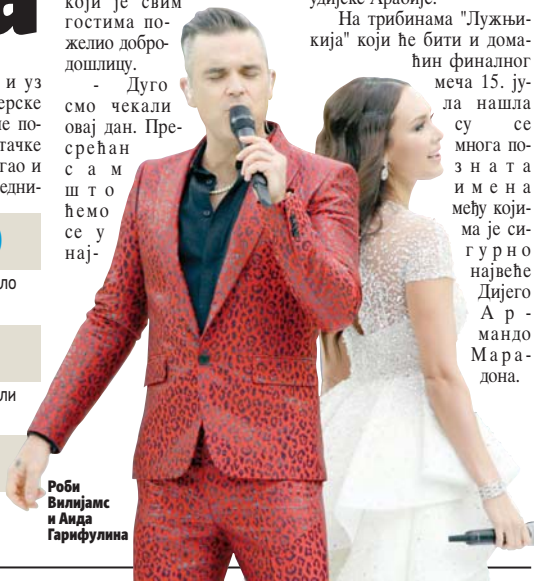 а
и уз
ерске
тачке
гао и
едни-
ло
ли
који је свим
гостима по-
желио добро-
дошлицу.
- Дуго
смо чекали
овај дан. Пре-
срећан
сам
што
ћемо
се у
нај-
удијске Арабије.
На трибинама "Лужњи-
кија" који ће бити и дома-
ћин финалног
меча 15. ју-
ла нашла
су се
многа по-
зната
имена
међу који-
ма је си-
гурно
највеће
Дијего
Ар-
мандо
Мара-
дона.
Роби
Вилијамс
и Аида
Гарифулина